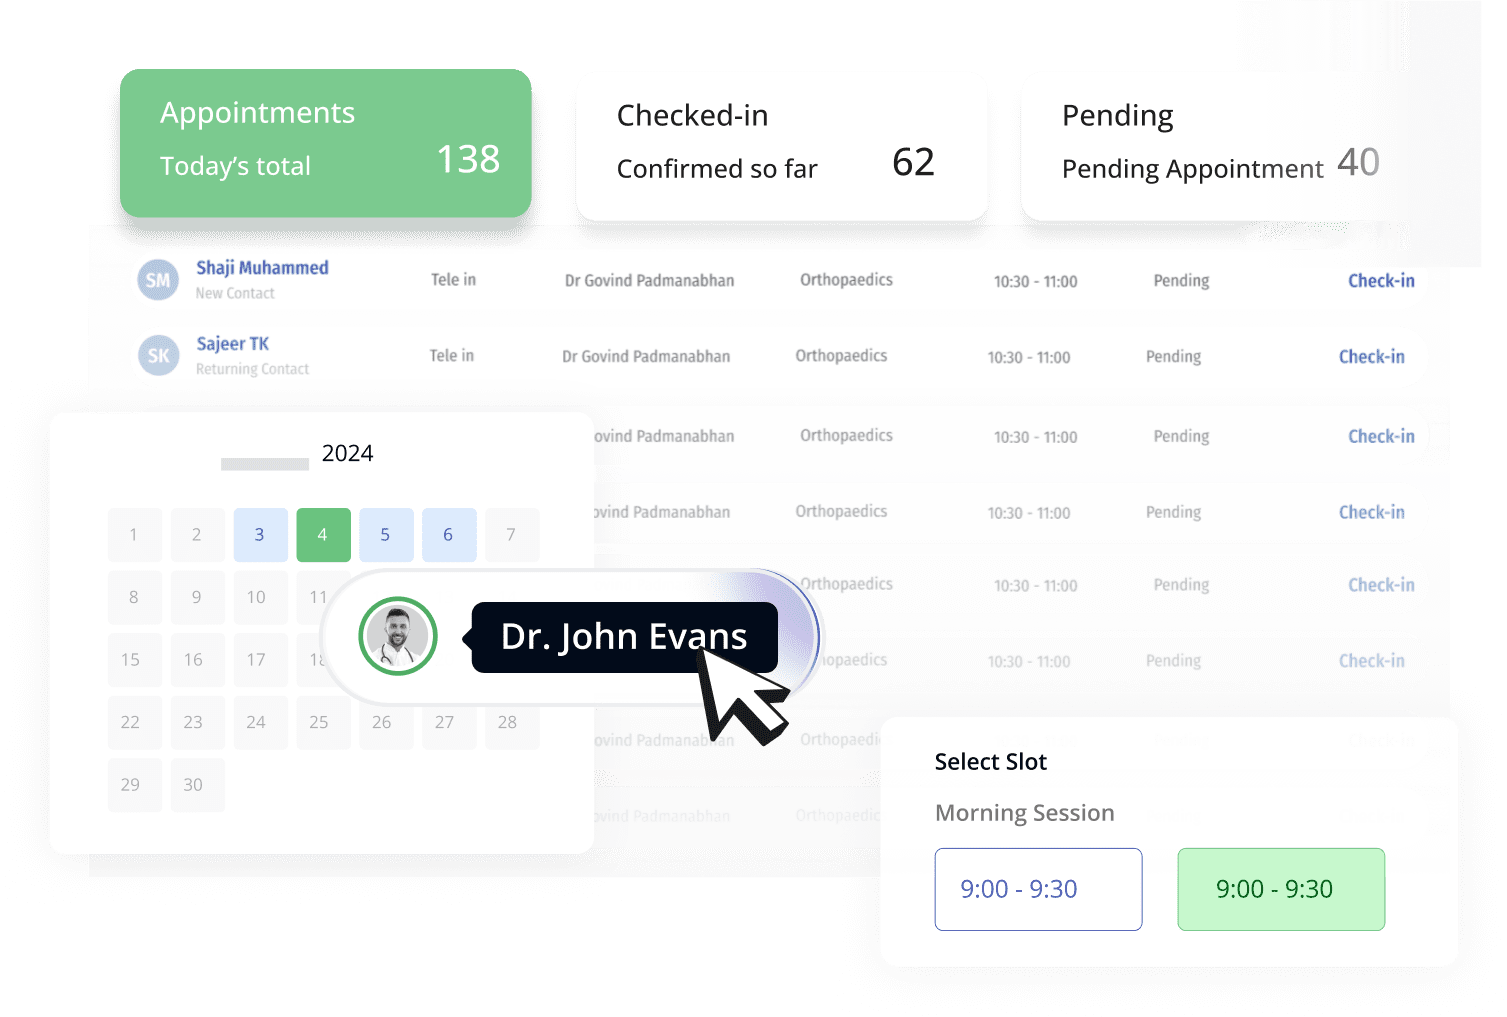 Appointments
Today's total 138
Checked-in
Confirmed so far 62
Pending
Pending Appointment 40
SM Shaji Muhammed Tele in Dr Govind Padmanabhan Orthopaedics 10:30 - 11:00 Pending Check-in
New Contact
SK Sajeer TK Tele in Dr Govind Padmanabhan Orthopaedics 10:30 - 11:00 Pending Check-in
Returning Contact
ovind Padmanabhan Orthopaedics 10:30 - 11:00 Pending Check-in
ovind Padmanabhan Orthopaedics 10:30 - 11:00 Pending Check-in
Orthopaedics 10:30 - 11:00 Pending Check-in
hopaedics 10:30 - 11:00 Pending Check-in
ovind Padmanabhan Orthopaedi
ovind Padmanabhan Orthopaedic
2024
1 2 3 4 5 6 7
8 9 10 11
15 16 17 18
22 23 24 25 26 27 28
29 30
Dr. John Evans
Select Slot
Morning Session
9:00 - 9:30 9:00 - 9:30